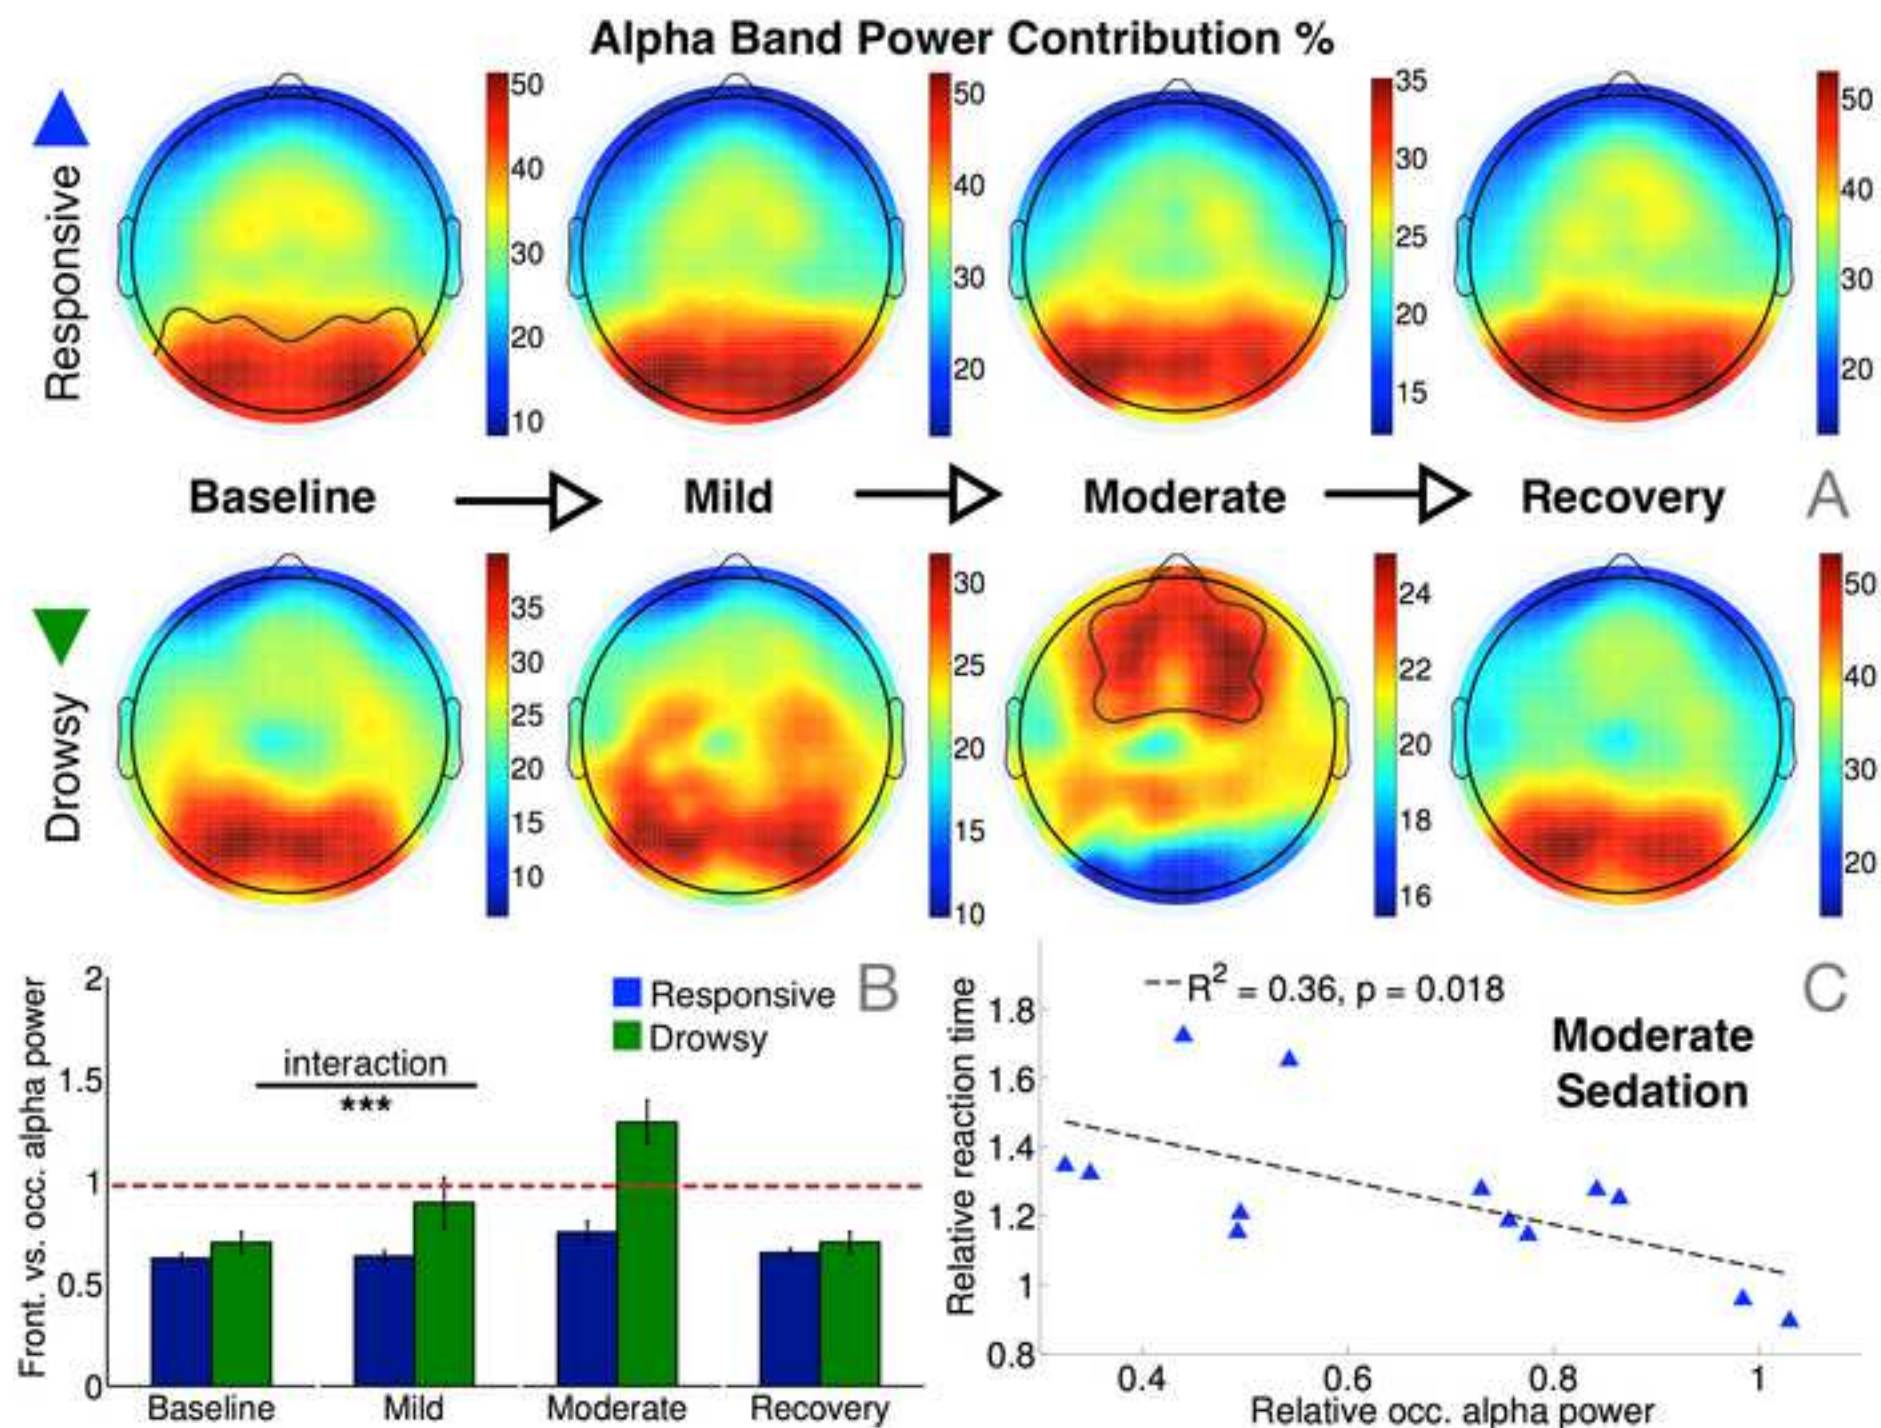 Alpha Band Power Contribution %
Responsive
50
40
30
20
10
50
40
30
20
35
30
25
20
15
50
40
30
20
Baseline
Mild
Moderate
Recovery
A
Drowsy
35
30
25
20
15
10
30
25
20
15
10
24
22
20
18
16
50
40
30
20
B
Front. vs. occ. alpha power
2
1.5
1
0.5
0
Responsive
Drowsy
interaction
***
Baseline
Mild
Moderate
Recovery
C
Relative reaction time
1.8
1.6
1.4
1.2
1
0.8
R² = 0.36, p = 0.018
Moderate
Sedation
0.4
0.6
0.8
1
Relative occ. alpha power